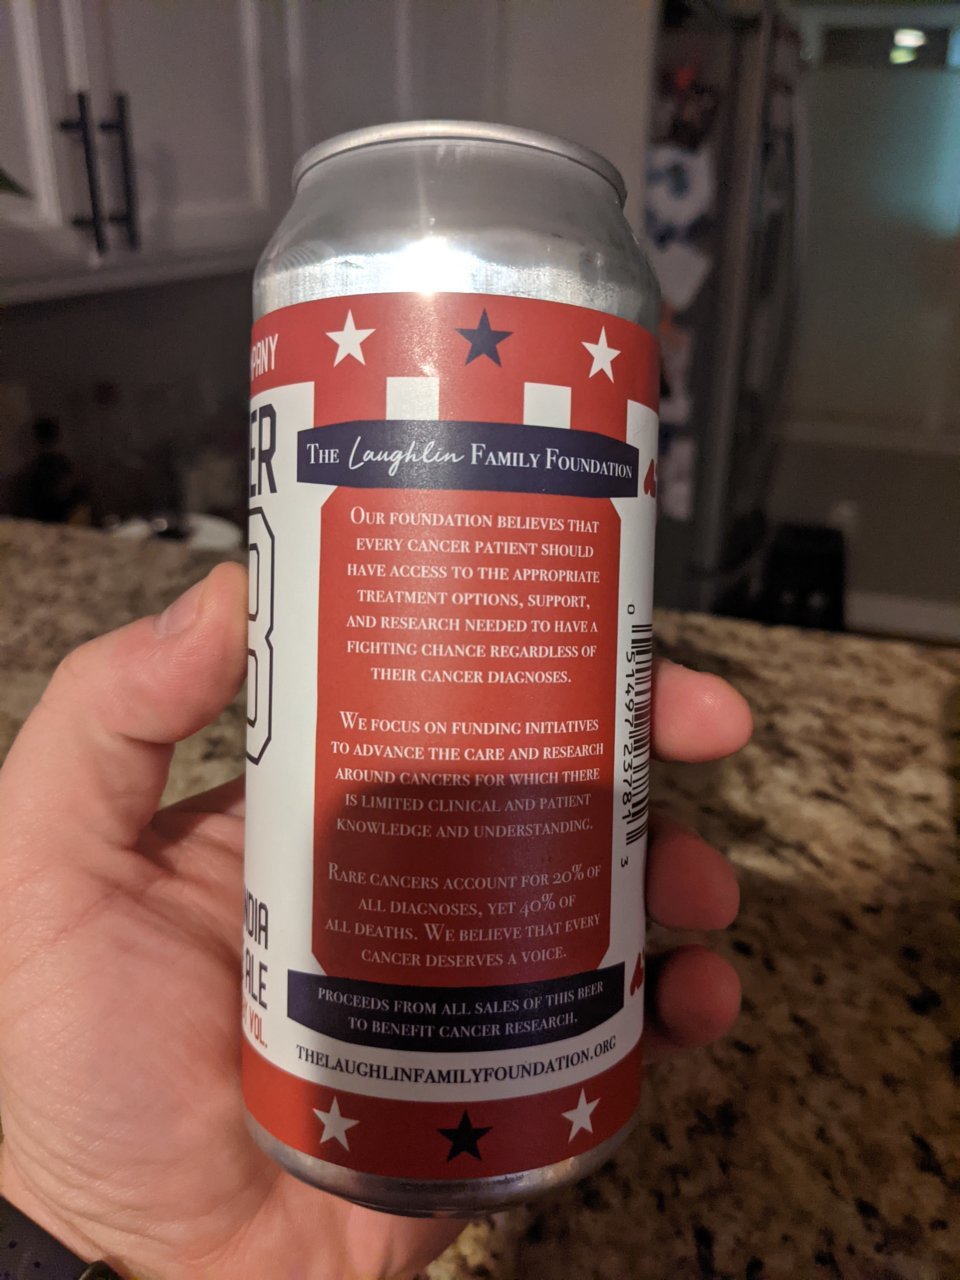 PANY
ER
8
NDIA
ALE
VOL.
THE Laughlin FAMILY FOUNDATION
OUR FOUNDATION BELIEVES THAT
EVERY CANCER PATIENT SHOULD
HAVE ACCESS TO THE APPROPRIATE
TREATMENT OPTIONS, SUPPORT,
AND RESEARCH NEEDED TO HAVE A
FIGHTING CHANCE REGARDLESS OF
THEIR CANCER DIAGNOSES.
WE FOCUS ON FUNDING INITIATIVES
TO ADVANCE THE CARE AND RESEARCH
AROUND CANCERS FOR WHICH THERE
IS LIMITED CLINICAL AND PATIENT
KNOWLEDGE AND UNDERSTANDING.
RARE CANCERS ACCOUNT FOR 20% OF
ALL DIAGNOSES, YET 40% OF
ALL DEATHS. WE BELIEVE THAT EVERY
CANCER DESERVES A VOICE.
PROCEEDS FROM ALL SALES OF THIS BEER
TO BENEFIT CANCER RESEARCH.
THELAUGHLINFAMILYFOUNDATION.ORG
0 51497 23781 3